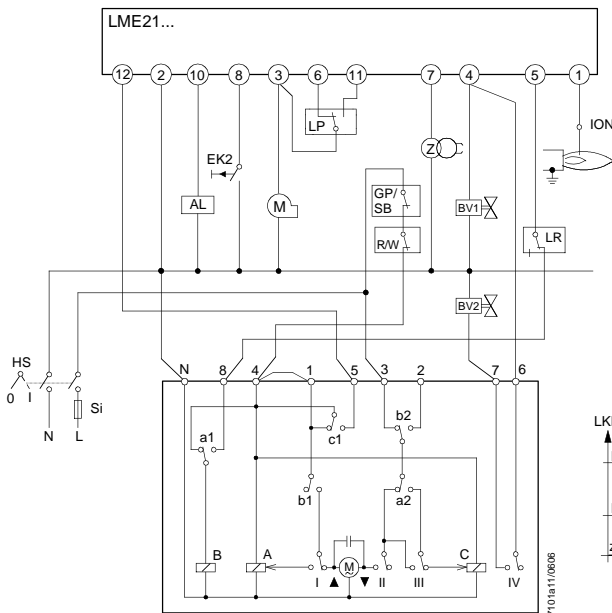 LME21...
12 2 10 8 3 6 11 7 4 5 1
LP
ION
EK2
Z
GP/
SB
AL
M
BV1
R/W
LR
BV2
HS
0 I
Si
N L
N 8 4 1 5 3 2 7 6
a1
c1
b2
b1
a2
B A C
I M II III IV
7101a11/0606